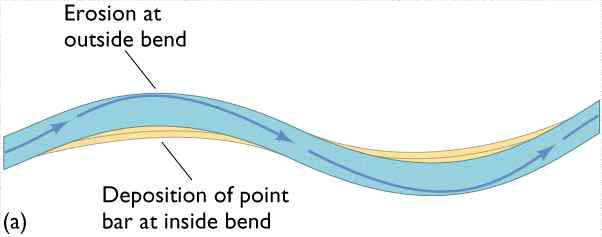 Erosion at
outside bend
Deposition of point
bar at inside bend
(a)